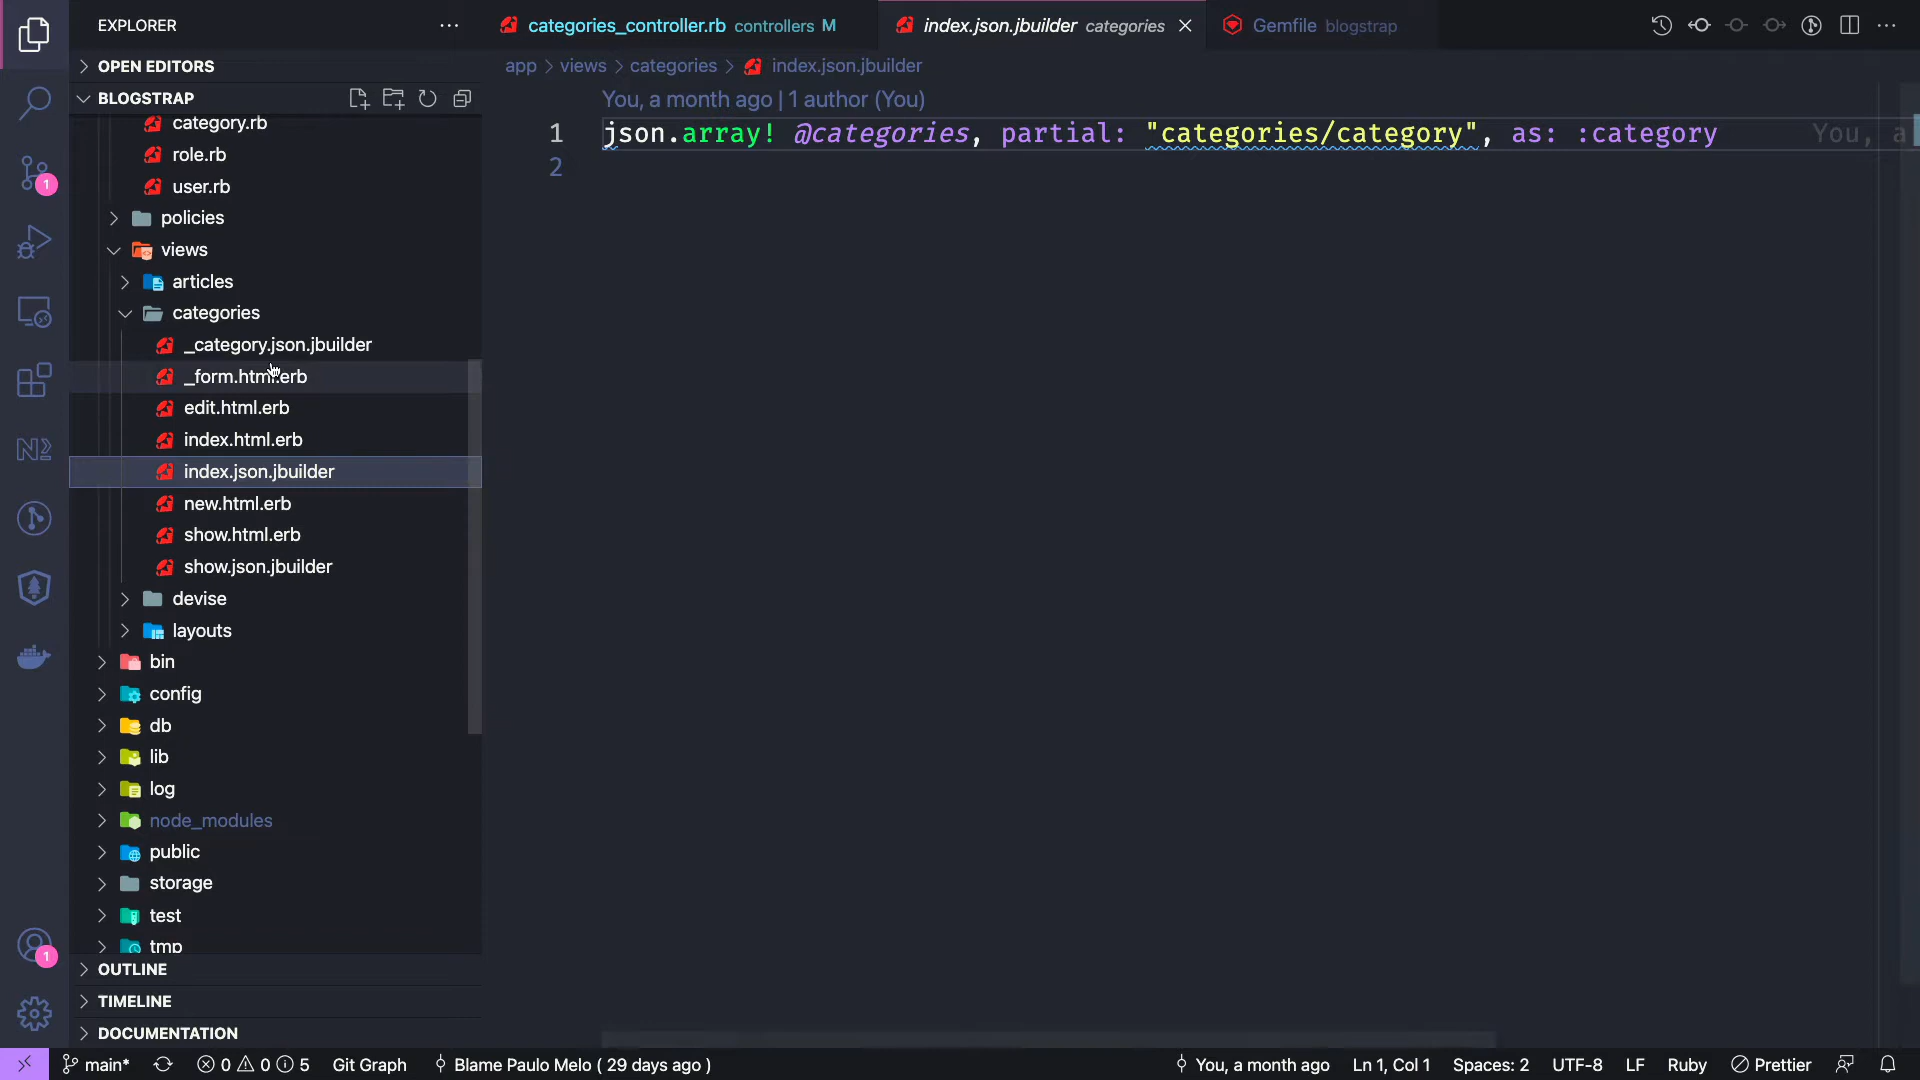 EXPLORER
categories_controller.rb controllers M
index.json.jbuilder categories
Gemfile blogstrap
OPEN EDITORS
BLOGSTRAP
app > views > categories > index.json.jbuilder
You, a month ago | 1 author (You)
1 json.array! @categories, partial: "categories/category", as: :category You, a
2
category.rb
role.rb
user.rb
policies
views
articles
categories
_category.json.jbuilder
_form.html.erb
edit.html.erb
index.html.erb
index.json.jbuilder
new.html.erb
show.html.erb
show.json.jbuilder
devise
layouts
bin
config
db
lib
log
node_modules
public
storage
test
tmp
OUTLINE
TIMELINE
DOCUMENTATION
1
1
main* 0 0 5 Git Graph Blame Paulo Melo ( 29 days ago ) You, a month ago Ln 1, Col 1 Spaces: 2 UTF-8 LF Ruby Prettier